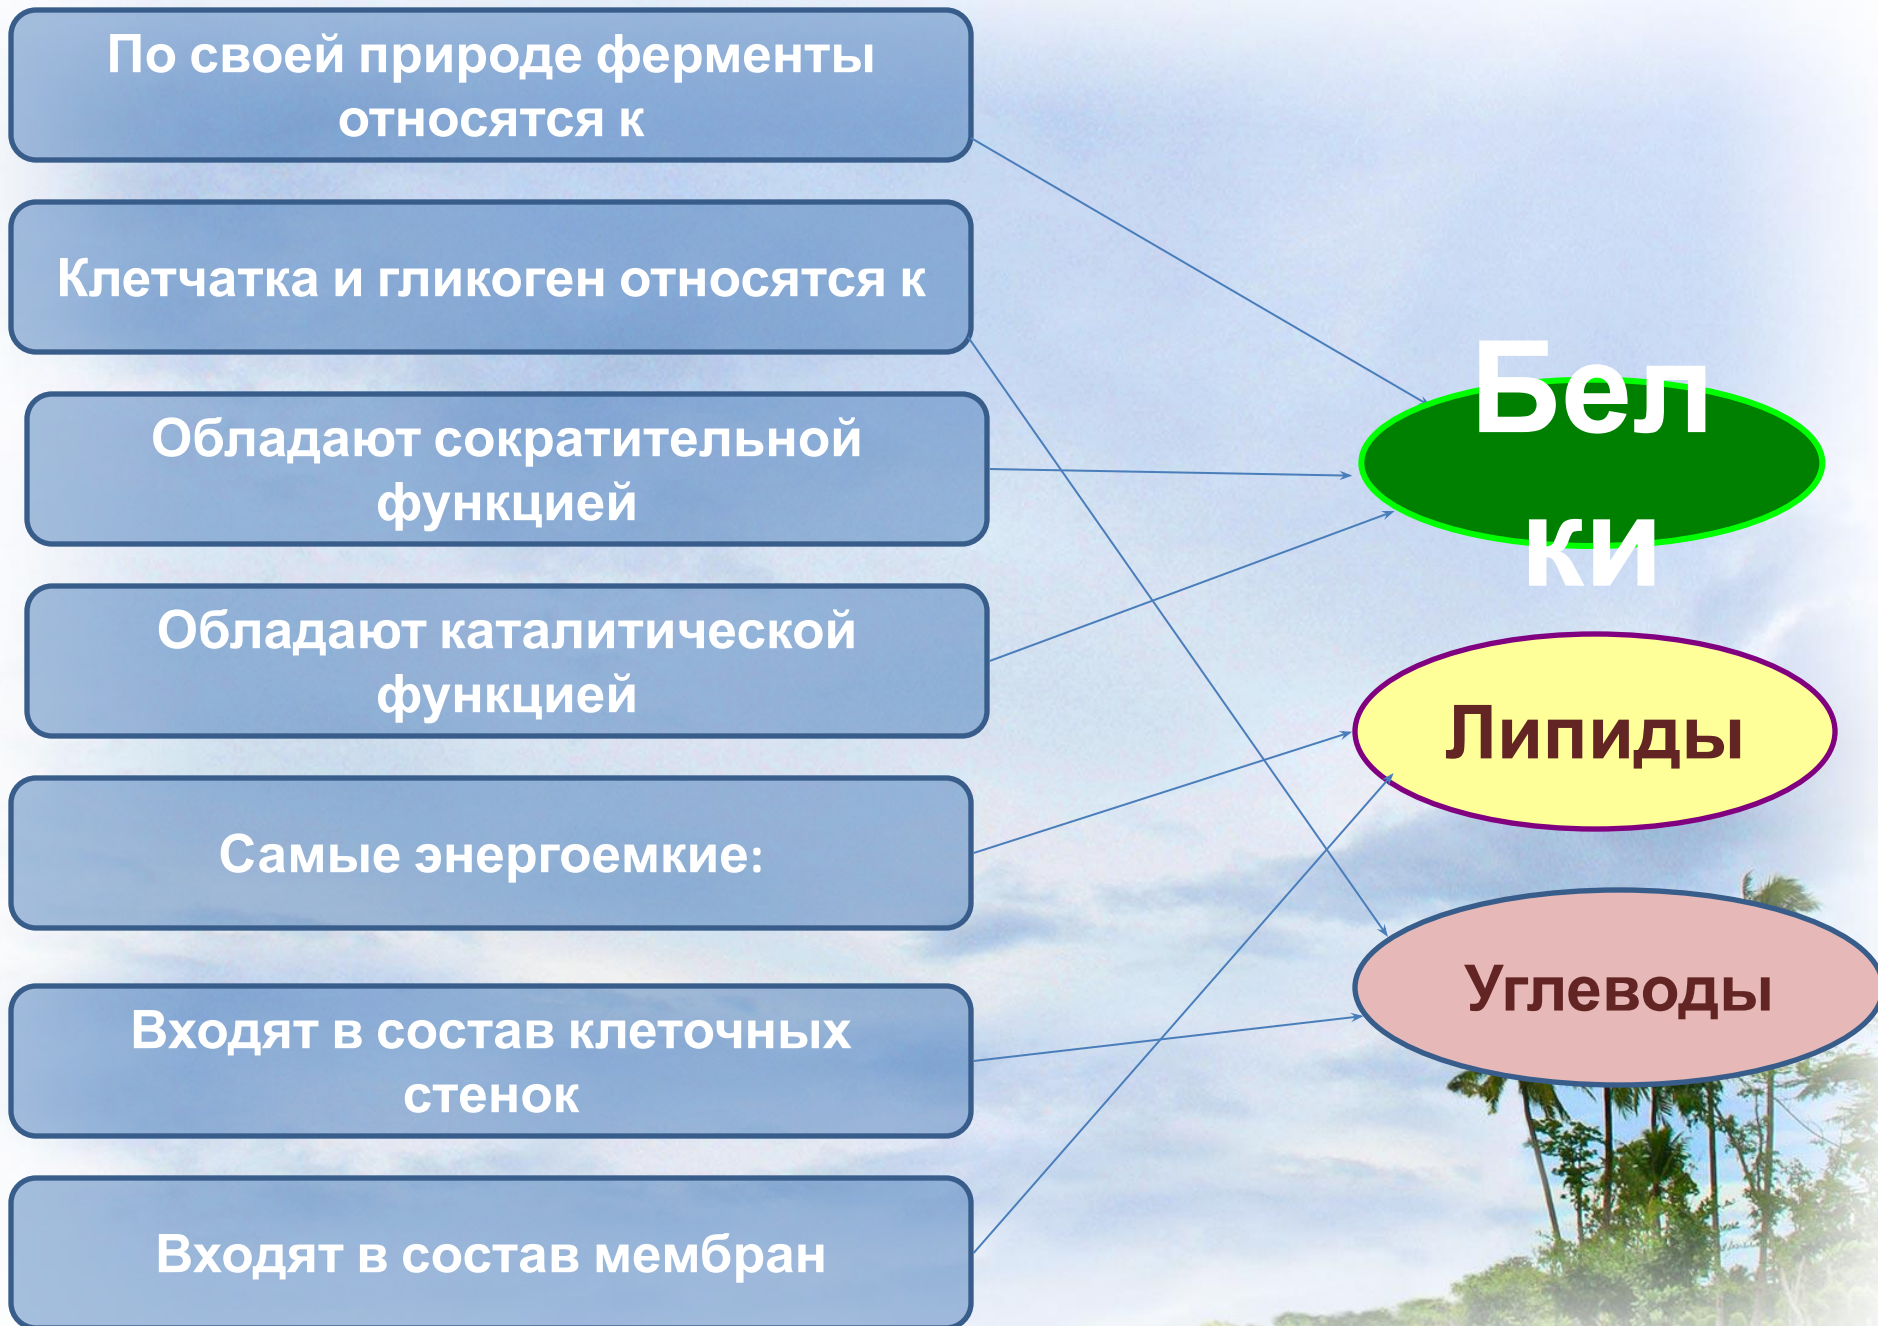 По своей природе ферменты
относятся к
Клетчатка и гликоген относятся к
Обладают сократительной
функцией
Обладают каталитической
функцией
Самые энергоемкие:
Входят в состав клеточных
стенок
Входят в состав мембран
Бел
ки
Липиды
Углеводы